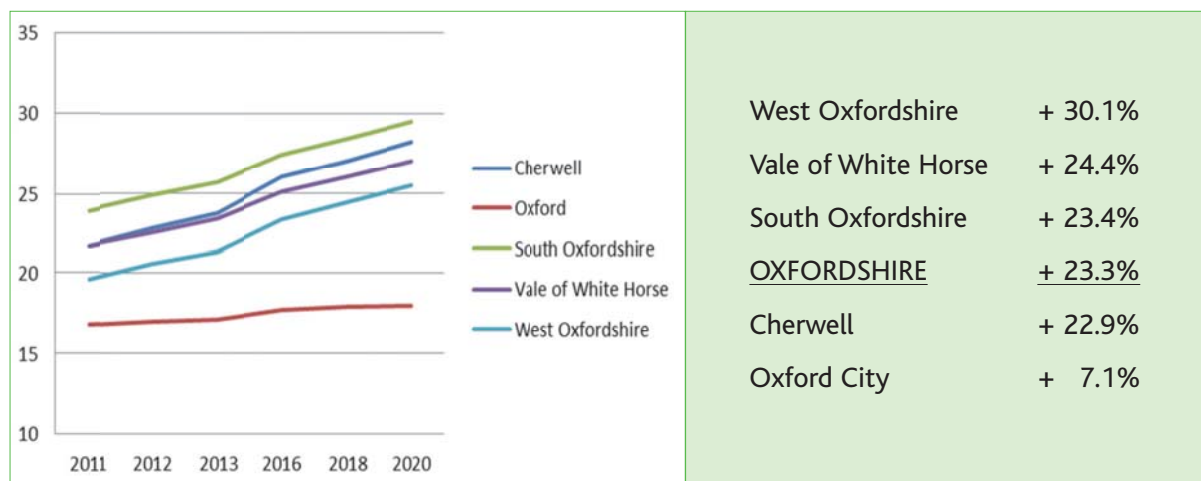 35
30
25
20
15
10
2011 2012 2013 2016 2018 2020
Cherwell
Oxford
South Oxfordshire
Vale of White Horse
West Oxfordshire
West Oxfordshire + 30.1%
Vale of White Horse + 24.4%
South Oxfordshire + 23.4%
OXFORDSHIRE + 23.3%
Cherwell + 22.9%
Oxford City + 7.1%